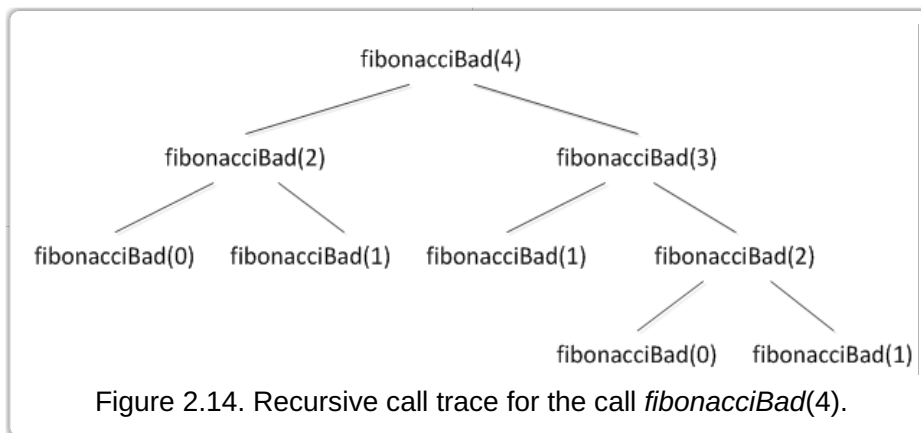 fibonacciBad(4)
fibonacciBad(2) fibonacciBad(3)
fibonacciBad(0) fibonacciBad(1) fibonacciBad(1) fibonacciBad(2)
fibonacciBad(0) fibonacciBad(1)
Figure 2.14. Recursive call trace for the call fibonacciBad(4).